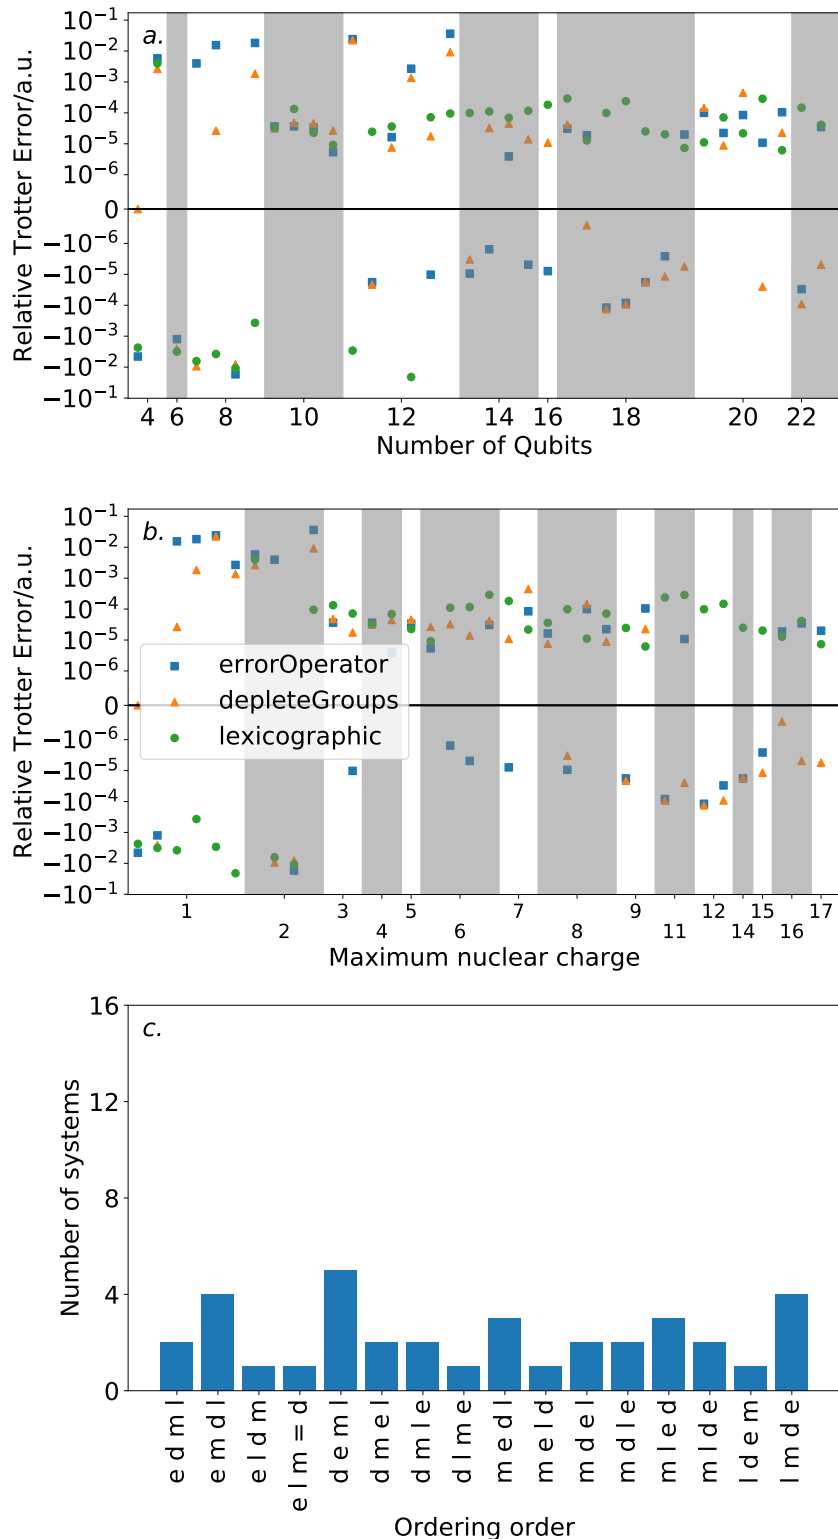 a.
Relative Trotter Error/a.u.
10⁻¹
10⁻²
10⁻³
10⁻⁴
10⁻⁵
10⁻⁶
0
−10⁻⁶
−10⁻⁵
−10⁻⁴
−10⁻³
−10⁻²
−10⁻¹
4 6 8 10 12 14 16 18 20 22
Number of Qubits
b.
Relative Trotter Error/a.u.
10⁻¹
10⁻²
10⁻³
10⁻⁴
10⁻⁵
10⁻⁶
0
−10⁻⁶
−10⁻⁵
−10⁻⁴
−10⁻³
−10⁻²
−10⁻¹
errorOperator
depleteGroups
lexicographic
1 3 5 7 9 12 15 17
2 4 6 8 11 14 16
Maximum nuclear charge
c.
Number of systems
16
12
8
4
0
e d m l
e m d l
e l d m
e l m = d
d e m l
d m e l
d m l e
d l m e
m e d l
m e l d
m d e l
m d l e
m l e d
m l d e
l d e m
l m d e
Ordering order